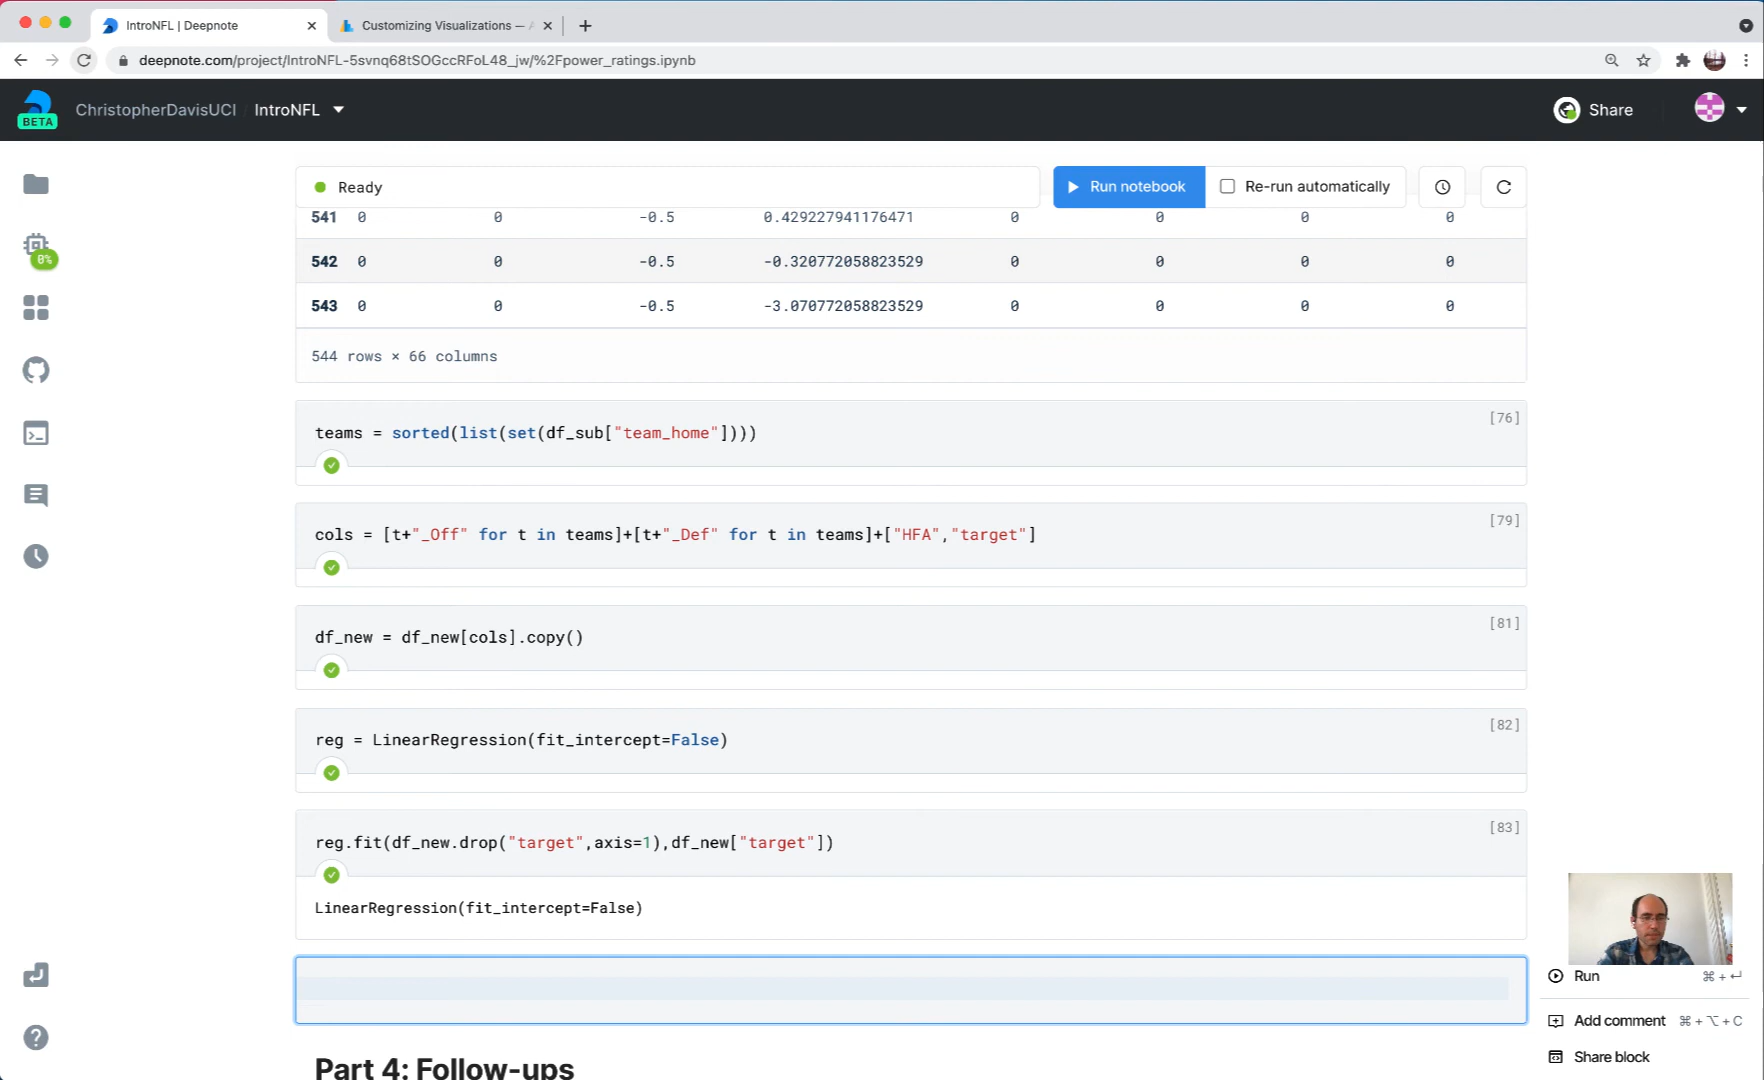 IntroNFL | Deepnote
Customizing Visualizations —
deepnote.com/project/IntroNFL-5svnq68tSOGccRFoL48_jw/%2Fpower_ratings.ipynb
BETA
ChristopherDavisUCI / IntroNFL
Share
Ready
Run notebook
Re-run automatically
0%
541 0 0 -0.5 0.429227941176471 0 0 0 0
542 0 0 -0.5 -0.320772058823529 0 0 0 0
543 0 0 -0.5 -3.070772058823529 0 0 0 0
544 rows × 66 columns
[76]
teams = sorted(list(set(df_sub["team_home"])))
[79]
cols = [t+"_Off" for t in teams]+[t+"_Def" for t in teams]+["HFA","target"]
[81]
df_new = df_new[cols].copy()
[82]
reg = LinearRegression(fit_intercept=False)
[83]
reg.fit(df_new.drop("target",axis=1),df_new["target"])
LinearRegression(fit_intercept=False)
Run ⌘ + ↵
Add comment ⌘ + ⌥ + C
Share block
Part 4: Follow-ups